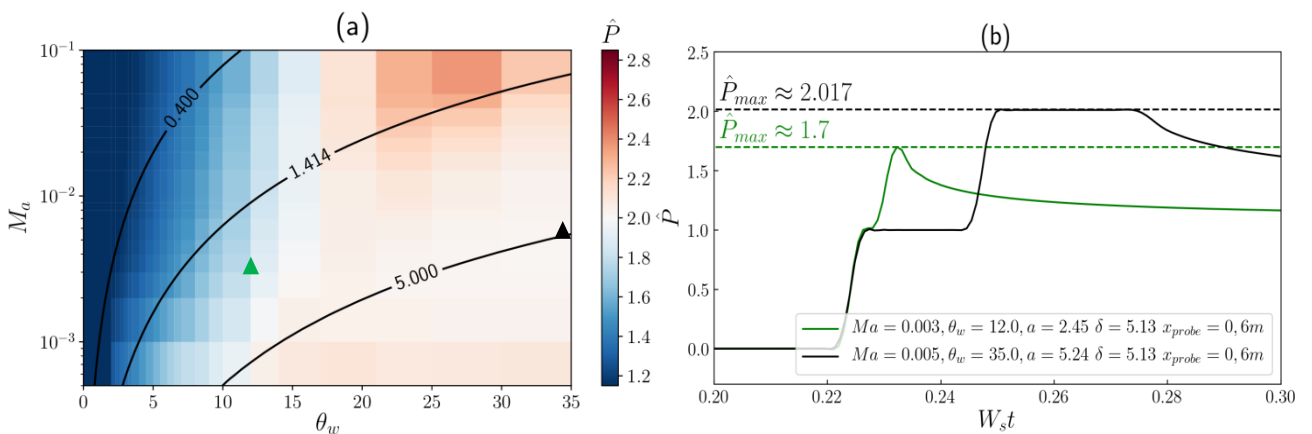 (a)
P̂
10⁻¹
10⁻²
10⁻³
M_a
0.400
1.414
5.000
0 5 10 15 20 25 30 35
θ_w
2.8
2.6
2.4
2.2
2.0
1.8
1.6
1.4
1.2
(b)
2.5
2.0
1.5
1.0
0.5
0.0
P̂
P̂_max ≈ 2.017
P̂_max ≈ 1.7
Ma = 0.003, θ_w = 12.0, a = 2.45 δ = 5.13 x_probe = 0, 6m
Ma = 0.005, θ_w = 35.0, a = 5.24 δ = 5.13 x_probe = 0, 6m
0.20 0.22 0.24 0.26 0.28 0.30
W_s t